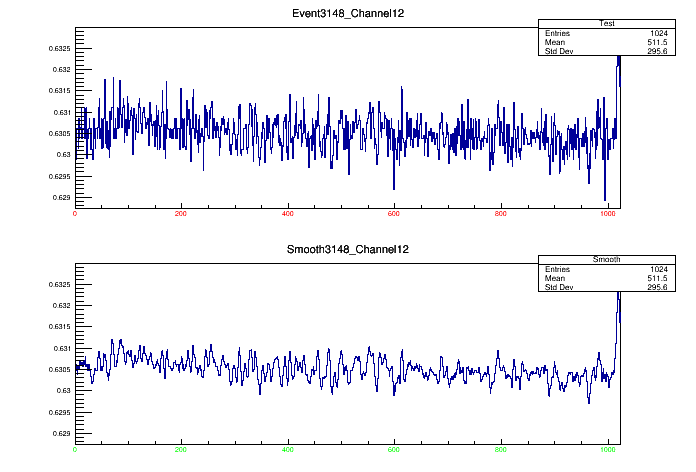 Event3148_Channel12
Test
Entries 1024
Mean 511.5
Std Dev 295.6
0.6325
0.632
0.6315
0.631
0.6305
0.63
0.6295
0.629
0 200 400 600 800 1000
Smooth3148_Channel12
Smooth
Entries 1024
Mean 511.5
Std Dev 295.6
0.6325
0.632
0.6315
0.631
0.6305
0.63
0.6295
0.629
0 200 400 600 800 1000